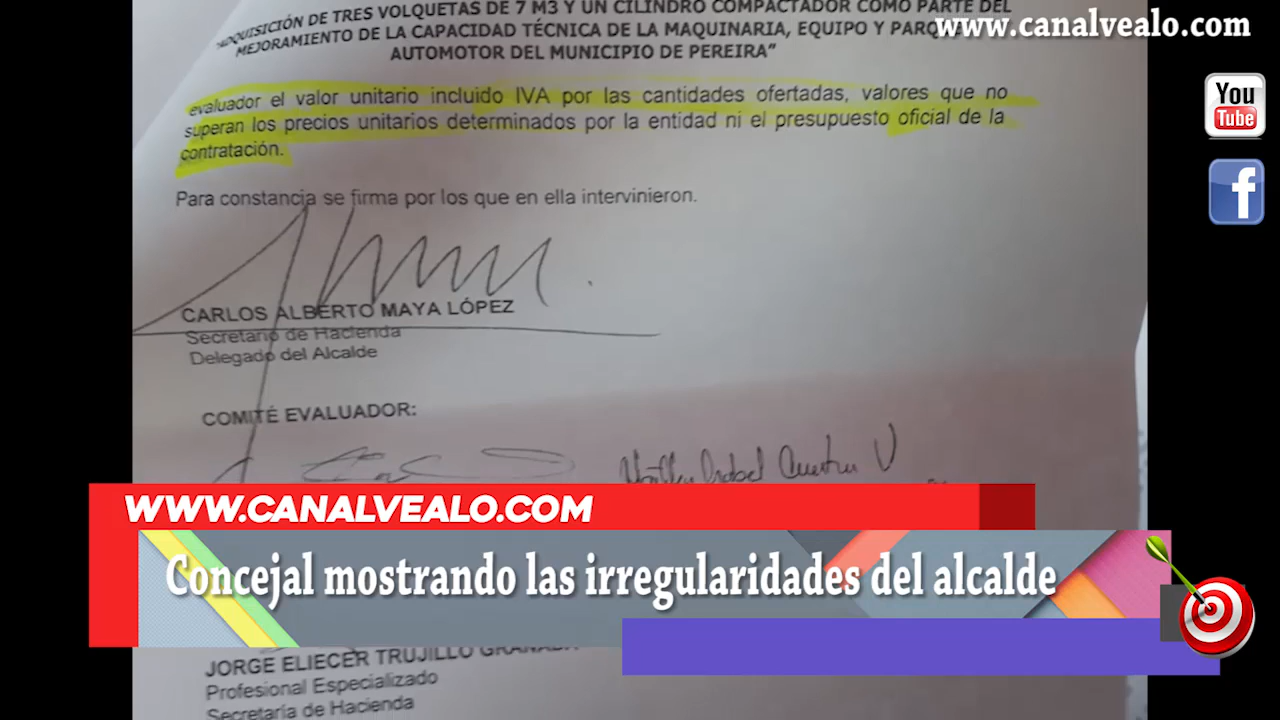 "ADQUISICIÓN DE TRES VOLQUETAS DE 7 M3 Y UN CILINDRO COMPACTADOR COMO PARTE DEL
MEJORAMIENTO DE LA CAPACIDAD TÉCNICA DE LA MAQUINARIA, EQUIPO Y PARQUE
AUTOMOTOR DEL MUNICIPIO DE PEREIRA"
www.canalvealo.com
evaluador el valor unitario incluido IVA por las cantidades ofertadas, valores que no
superan los precios unitarios determinados por la entidad ni el presupuesto oficial de la
contratación.
You
Tube
f
Para constancia se firma por los que en ella intervinieron.
CARLOS ALBERTO MAYA LÓPEZ
Secretario de Hacienda
Delegado del Alcalde
COMITÉ EVALUADOR:
WWW.CANALVEALO.COM
Concejal mostrando las irregularidades del alcalde
JORGE ELIECER TRUJILLO GRANADA
Profesional Especializado
Secretaría de Hacienda